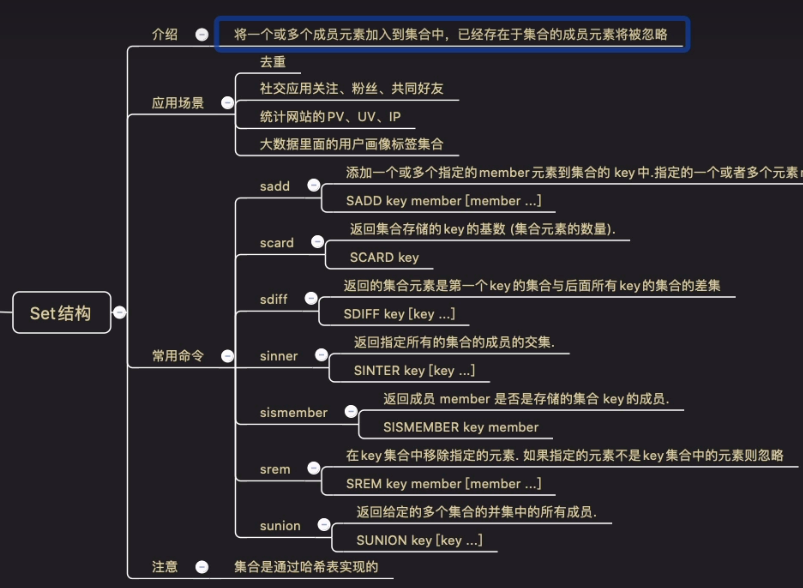 Set结构
介绍
将一个或多个成员元素加入到集合中，已经存在于集合的成员元素将被忽略
应用场景
去重
社交应用关注、粉丝、共同好友
统计网站的PV、UV、IP
大数据里面的用户画像标签集合
常用命令
sadd
添加一个或多个指定的member元素到集合的 key中.指定的一个或者多个元素
SADD key member [member ...]
scard
返回集合存储的key的基数 (集合元素的数量).
SCARD key
sdiff
返回的集合元素是第一个key的集合与后面所有key的集合的差集
SDIFF key [key ...]
sinner
返回指定所有的集合的成员的交集.
SINTER key [key ...]
sismember
返回成员 member 是否是存储的集合 key的成员.
SISMEMBER key member
srem
在key集合中移除指定的元素. 如果指定的元素不是key集合中的元素则忽略
SREM key member [member ...]
sunion
返回给定的多个集合的并集中的所有成员.
SUNION key [key ...]
注意
集合是通过哈希表实现的